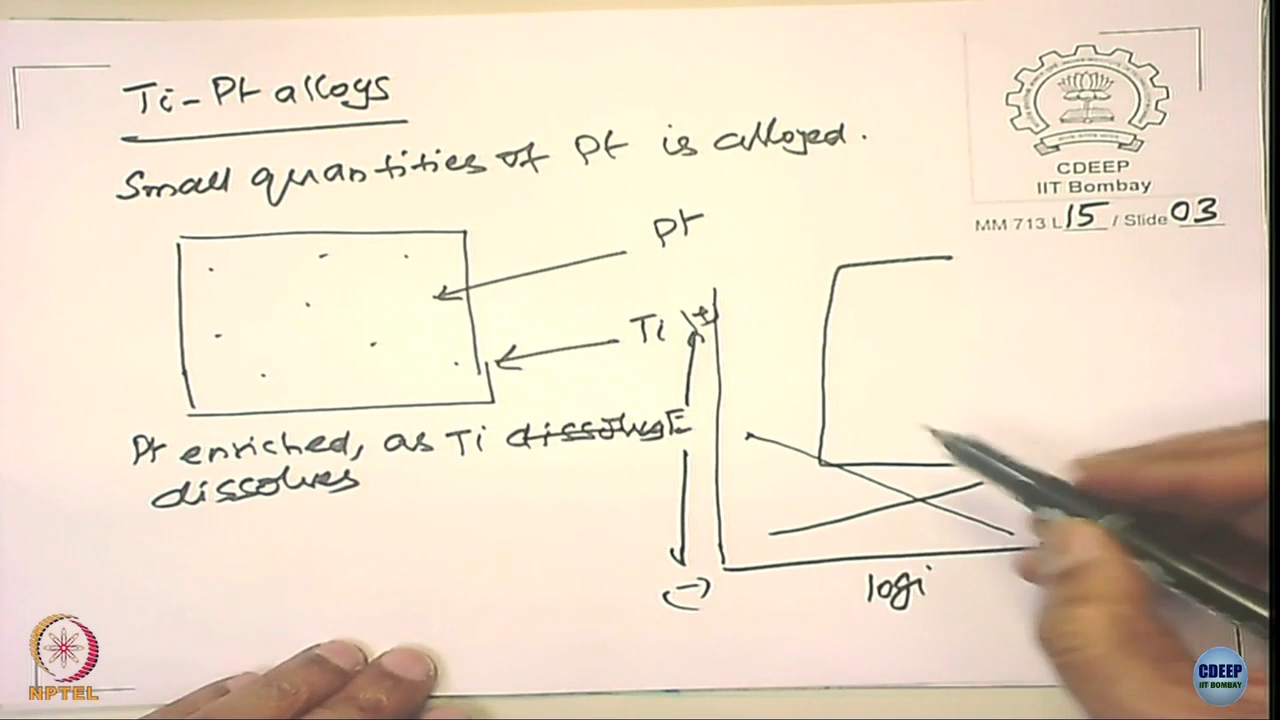 Ti-Pt alloys
Small quantities of Pt is alloyed.
CDEEP
IIT Bombay
MM 713 L 15 / Slide 03
Pt
Ti
(+)
E
Pt enriched, as Ti
dissolves
(-)
log i
NPTEL
CDEEP
IIT BOMBAY